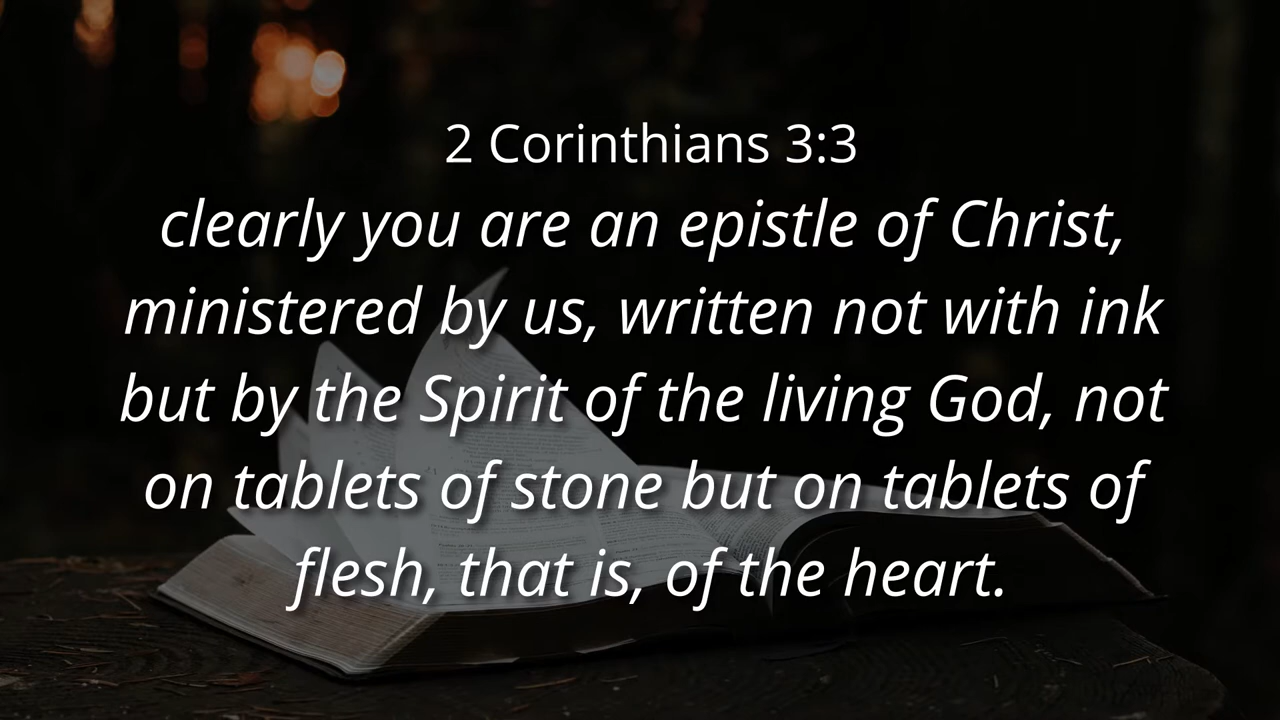 2 Corinthians 3:3
clearly you are an epistle of Christ,
ministered by us, written not with ink
but by the Spirit of the living God, not
on tablets of stone but on tablets of
flesh, that is, of the heart.